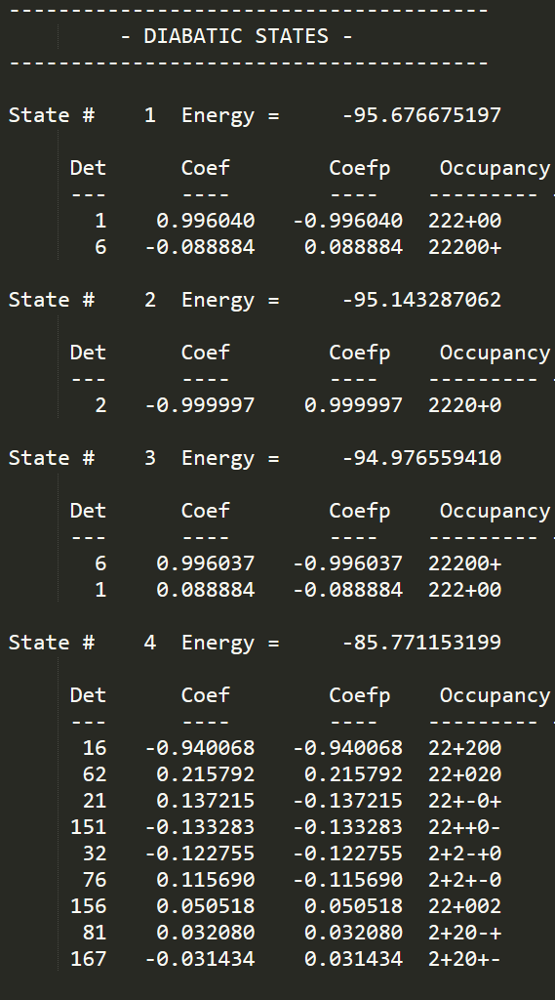 ---------------------------------------
- DIABATIC STATES -
---------------------------------------
State #    1  Energy =     -95.676675197
Det      Coef        Coefp    Occupancy
---      ----        ----    --------- -
1    0.996040   -0.996040  222+00
6   -0.088884    0.088884  22200+
State #    2  Energy =     -95.143287062
Det      Coef        Coefp    Occupancy
---      ----        ----    --------- -
2   -0.999997    0.999997  2220+0
State #    3  Energy =     -94.976559410
Det      Coef        Coefp    Occupancy
---      ----        ----    --------- -
6    0.996037   -0.996037  22200+
1    0.088884   -0.088884  222+00
State #    4  Energy =     -85.771153199
Det      Coef        Coefp    Occupancy
---      ----        ----    --------- -
16   -0.940068   -0.940068  22+200
62    0.215792    0.215792  22+020
21    0.137215   -0.137215  22+-0+
151   -0.133283   -0.133283  22++0-
32   -0.122755   -0.122755  2+2-+0
76    0.115690   -0.115690  2+2+-0
156    0.050518    0.050518  22+002
81    0.032080    0.032080  2+20-+
167   -0.031434    0.031434  2+20+-